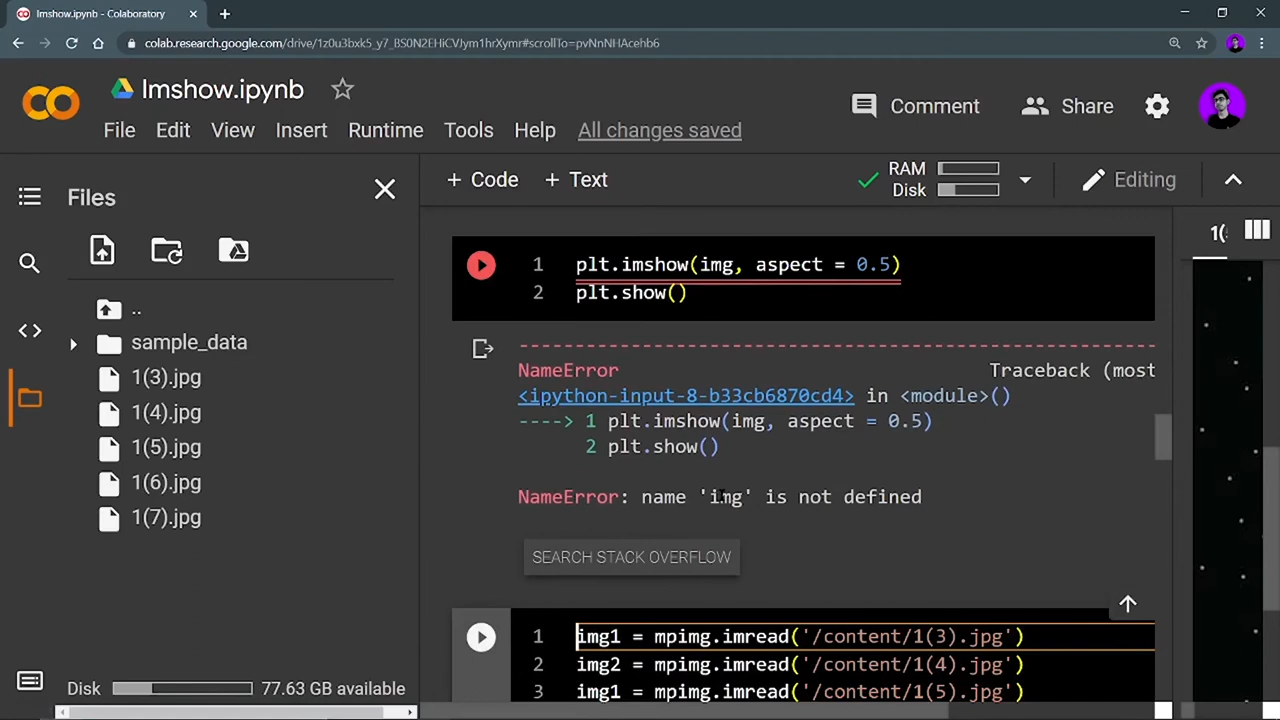 Imshow.ipynb - Colaboratory
colab.research.google.com/drive/1z0u3bxk5_y7_BS0N2EHiCVJym1hrXymr#scrollTo=pvNnNHAcehb6
Imshow.ipynb
Comment
Share
File Edit View Insert Runtime Tools Help All changes saved
Files
+ Code + Text
RAM
Disk
Editing
1(
..
sample_data
1(3).jpg
1(4).jpg
1(5).jpg
1(6).jpg
1(7).jpg
Disk
77.63 GB available
1 plt.imshow(img, aspect = 0.5)
2 plt.show()
NameError Traceback (most
<ipython-input-8-b33cb6870cd4> in <module>()
----> 1 plt.imshow(img, aspect = 0.5)
2 plt.show()
NameError: name 'img' is not defined
SEARCH STACK OVERFLOW
1 img1 = mpimg.imread('/content/1(3).jpg')
2 img2 = mpimg.imread('/content/1(4).jpg')
3 img1 = mpimg.imread('/content/1(5).jpg')